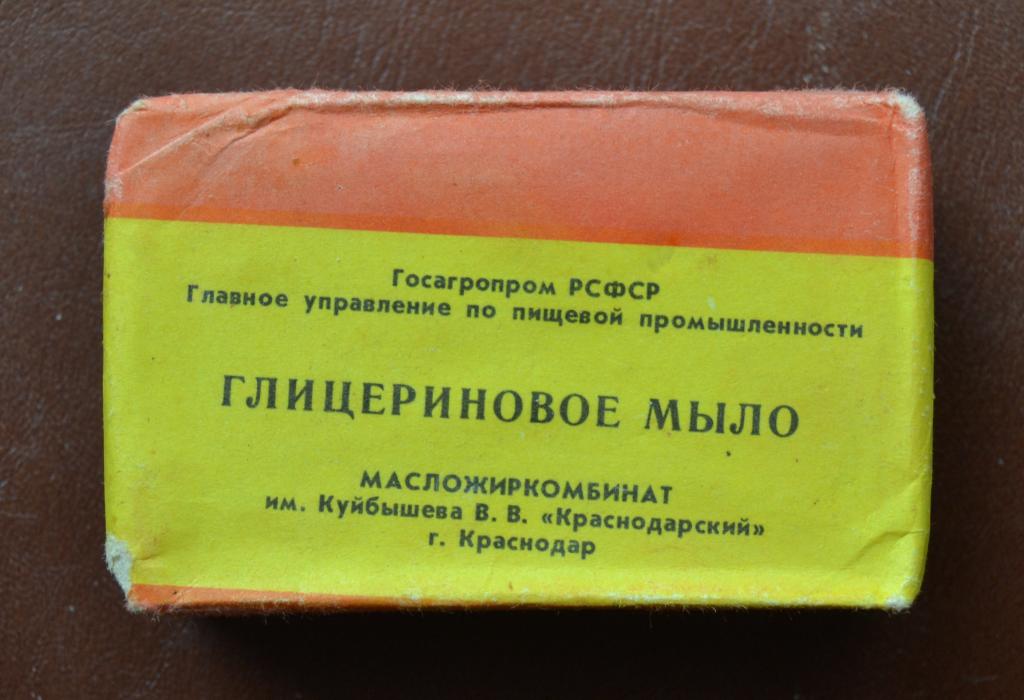 Госагропром РСФСР
Главное управление по пищевой промышленности
ГЛИЦЕРИНОВОЕ МЫЛО
МАСЛОЖИРКОМБИНАТ
им. Куйбышева В. В. «Краснодарский»
г. Краснодар